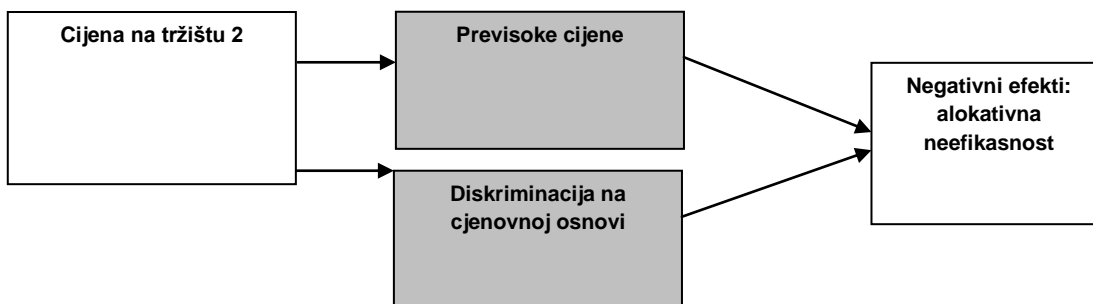 Cijena na tržištu 2
Previsoke cijene
Negativni efekti:
alokativna
neefikasnost
Diskriminacija na
cjenovnoj osnovi